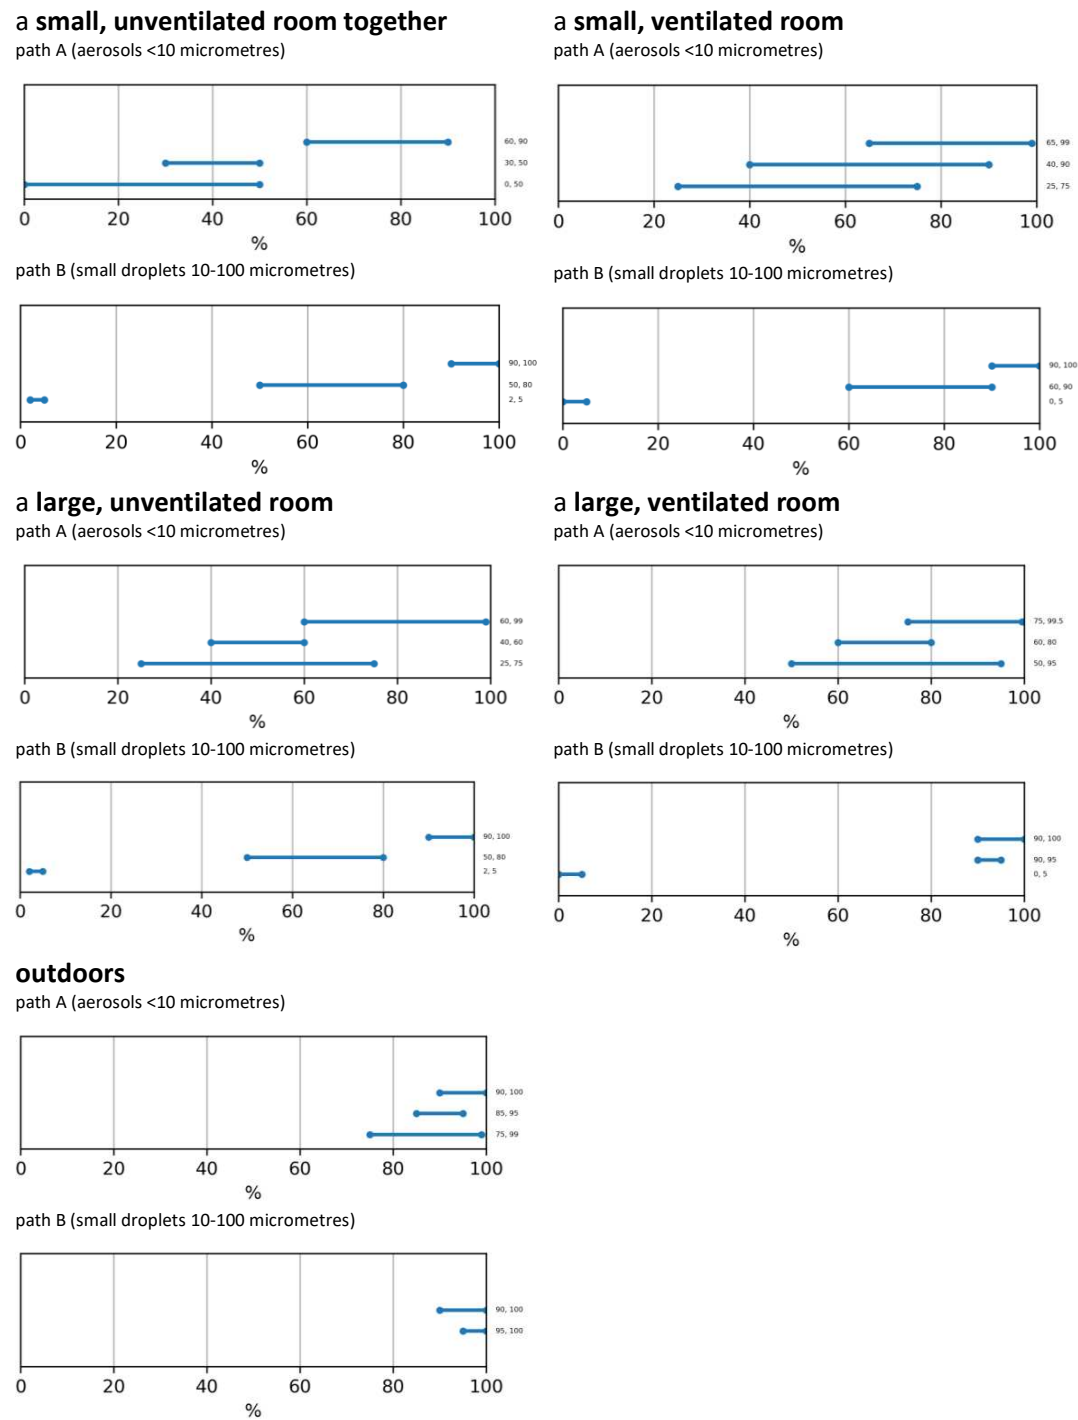 a small, unventilated room together
path A (aerosols <10 micrometres)
60, 90
30, 50
0, 50
0 20 40 60 80 100
%
path B (small droplets 10-100 micrometres)
90, 100
50, 80
2, 5
0 20 40 60 80 100
%
a small, ventilated room
path A (aerosols <10 micrometres)
65, 99
40, 90
25, 75
0 20 40 60 80 100
%
path B (small droplets 10-100 micrometres)
90, 100
60, 90
0, 5
0 20 40 60 80 100
%
a large, unventilated room
path A (aerosols <10 micrometres)
60, 99
40, 60
25, 75
0 20 40 60 80 100
%
path B (small droplets 10-100 micrometres)
90, 100
50, 80
2, 5
0 20 40 60 80 100
%
a large, ventilated room
path A (aerosols <10 micrometres)
75, 99.5
60, 80
50, 95
0 20 40 60 80 100
%
path B (small droplets 10-100 micrometres)
90, 100
90, 95
0, 5
0 20 40 60 80 100
%
outdoors
path A (aerosols <10 micrometres)
90, 100
85, 95
75, 99
0 20 40 60 80 100
%
path B (small droplets 10-100 micrometres)
90, 100
95, 100
0 20 40 60 80 100
%